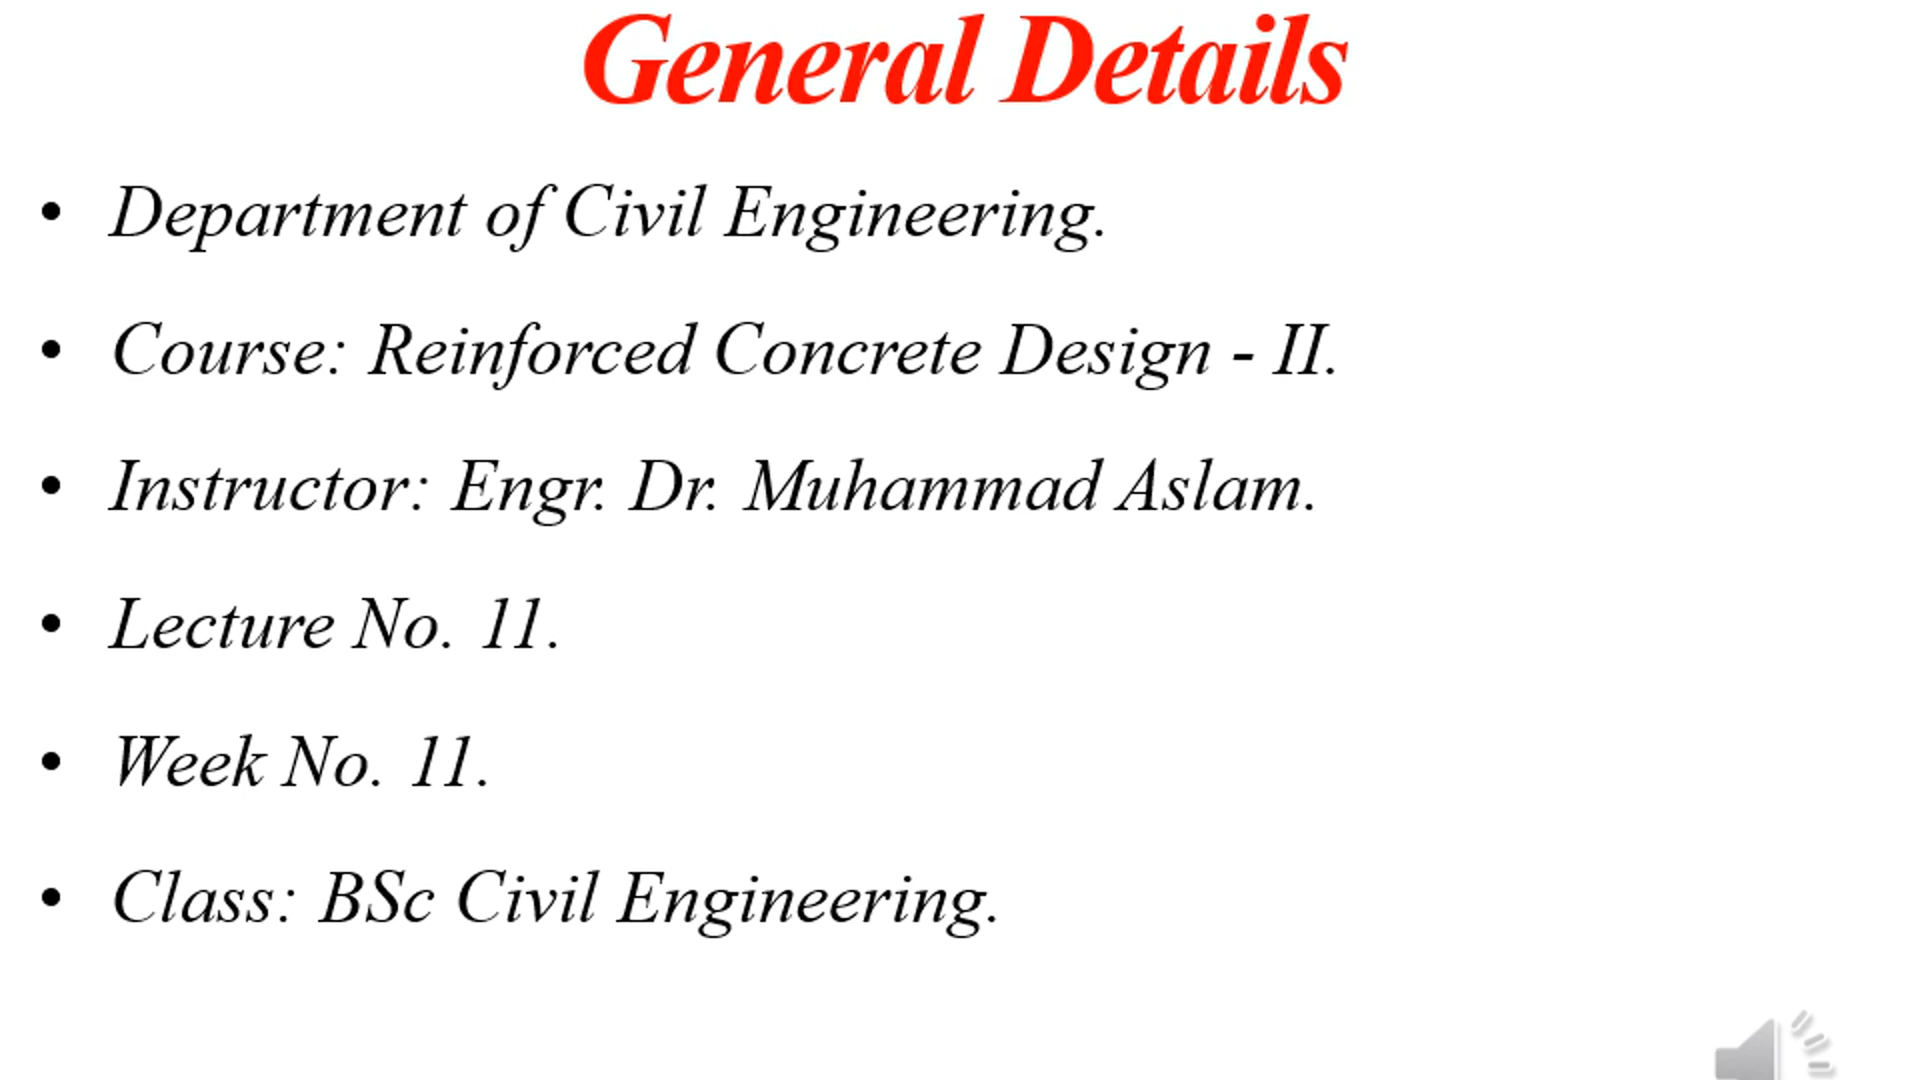 General Details
• Department of Civil Engineering.
• Course: Reinforced Concrete Design - II.
• Instructor: Engr. Dr. Muhammad Aslam.
• Lecture No. 11.
• Week No. 11.
• Class: BSc Civil Engineering.